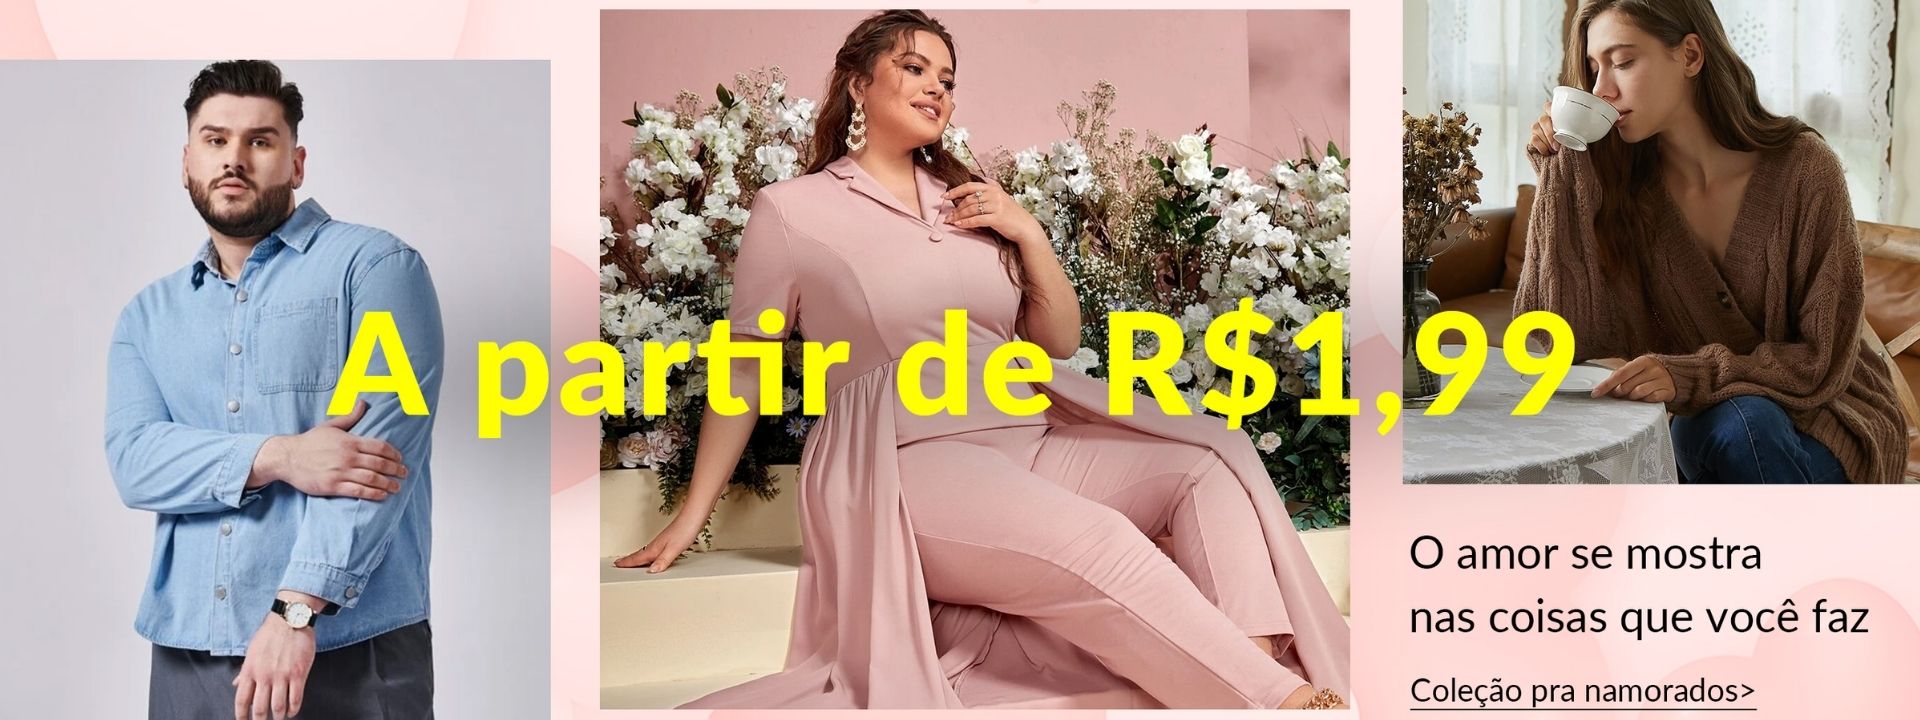 A partir de R$1,99
O amor se mostra
nas coisas que você faz
Coleção pra namorados>